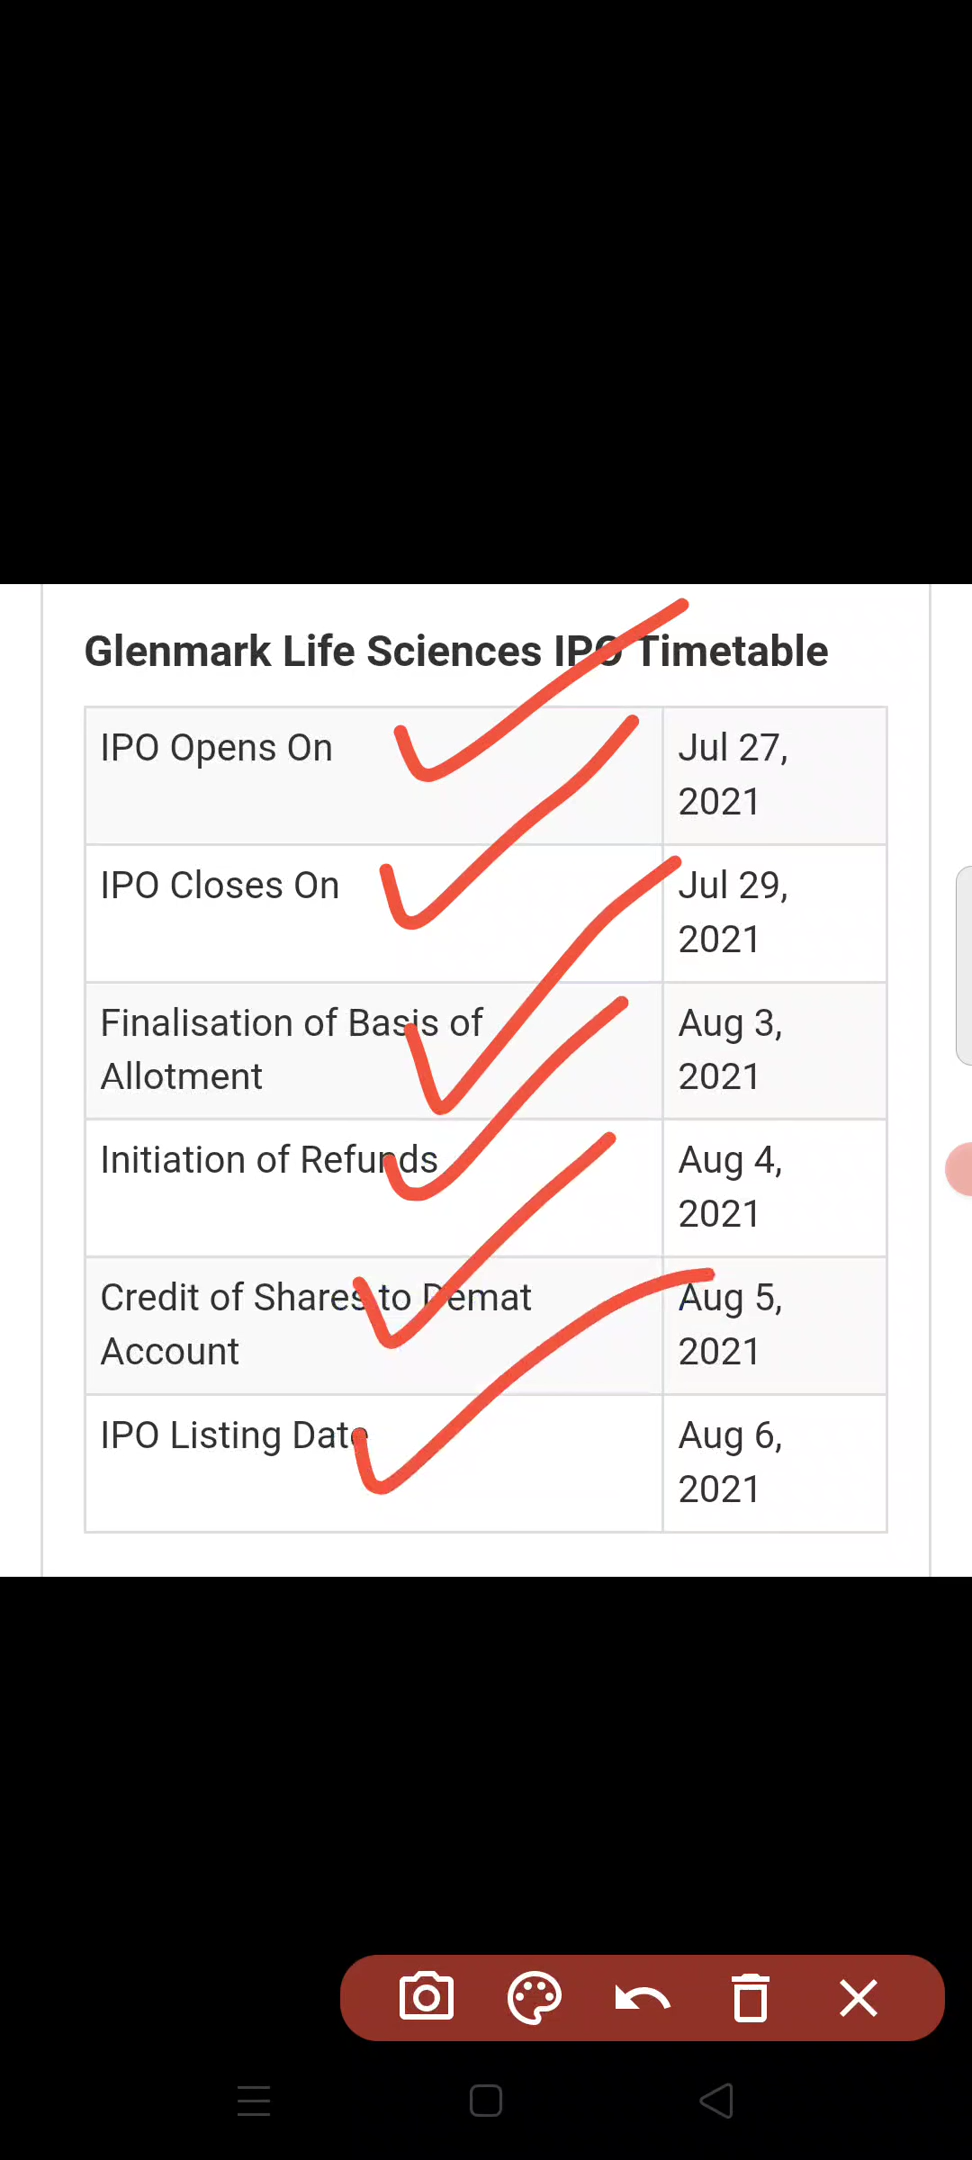 Glenmark Life Sciences IPO Timetable
IPO Opens On
Jul 27,
2021
IPO Closes On
Jul 29,
2021
Finalisation of Basis of
Allotment
Aug 3,
2021
Initiation of Refunds
Aug 4,
2021
Credit of Shares to Demat
Account
Aug 5,
2021
IPO Listing Date
Aug 6,
2021